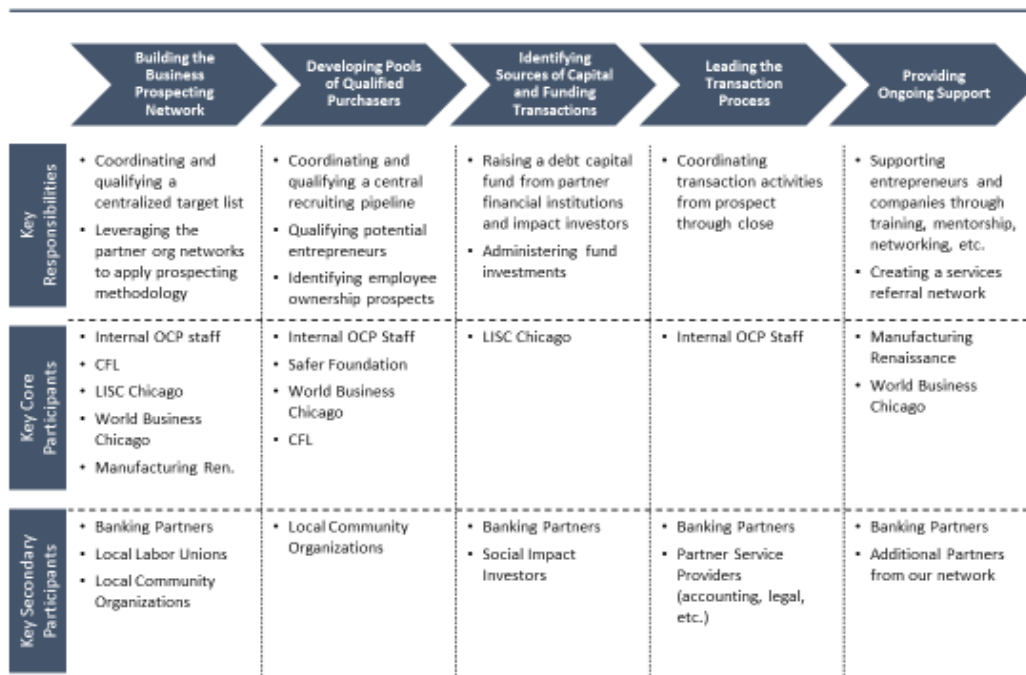 Building the
Business
Prospecting
Network
Developing Pools
of Qualified
Purchasers
Identifying
Sources of Capital
and Funding
Transactions
Leading the
Transaction
Process
Providing
Ongoing Support
Key
Responsibilities
• Coordinating and
qualifying a
centralized target list
• Leveraging the
partner org networks
to apply prospecting
methodology
• Coordinating and
qualifying a central
recruiting pipeline
• Qualifying potential
entrepreneurs
• Identifying employee
ownership prospects
• Raising a debt capital
fund from partner
financial institutions
and impact investors
• Administering fund
investments
• Coordinating
transaction activities
from prospect
through close
• Supporting
entrepreneurs and
companies through
training, mentorship,
networking, etc.
• Creating a services
referral network
Key Core
Participants
• Internal OCP staff
• CFL
• LISC Chicago
• World Business
Chicago
• Manufacturing Ren.
• Internal OCP Staff
• Safer Foundation
• World Business
Chicago
• CFL
• LISC Chicago
• Internal OCP Staff
• Manufacturing
Renaissance
• World Business
Chicago
Key Secondary
Participants
• Banking Partners
• Local Labor Unions
• Local Community
Organizations
• Local Community
Organizations
• Banking Partners
• Social Impact
Investors
• Banking Partners
• Partner Service
Providers
(accounting, legal,
etc.)
• Banking Partners
• Additional Partners
from our network